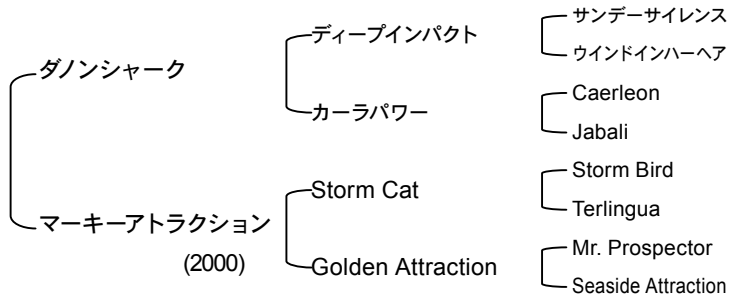 サンデーサイレンス
ディープインパクト
ウインドインハーヘア
ダノンシャーク
Caerleon
カーラパワー
Jabali
Storm Bird
Storm Cat
Terlingua
マーキーアトラクション
(2000)
Mr. Prospector
Golden Attraction
Seaside Attraction